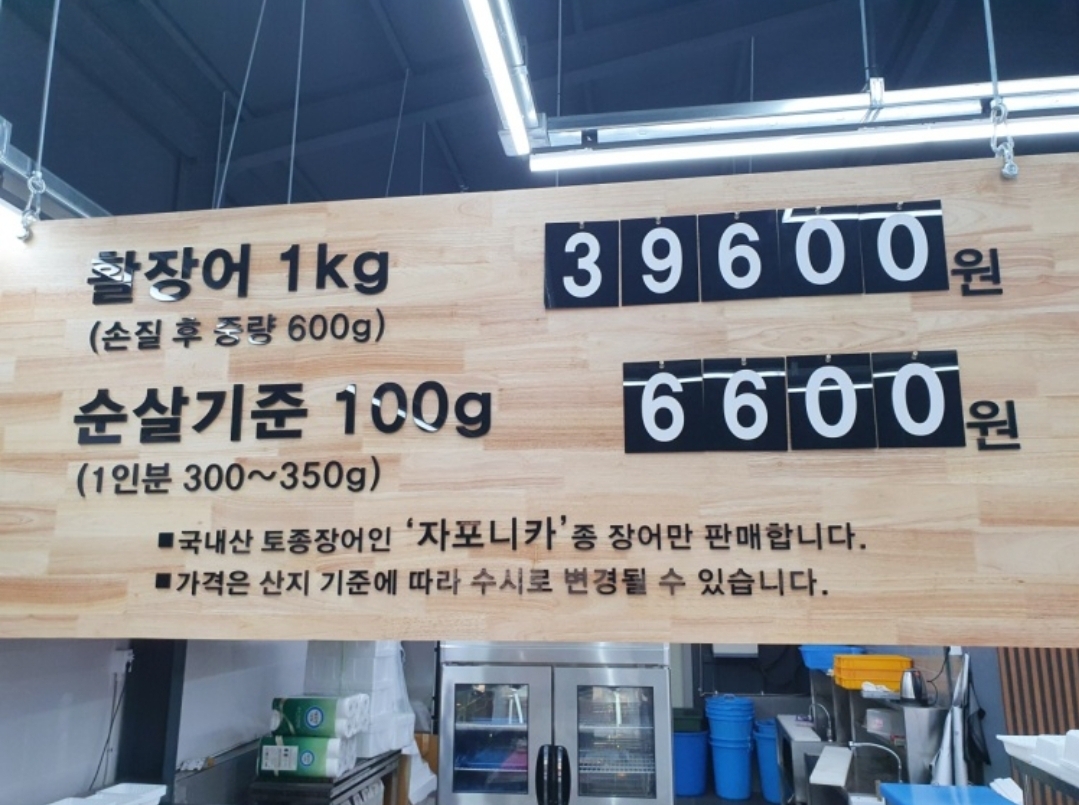 활장어 1kg
39600원
(손질 후 중량 600g)
순살기준 100g
6600원
(1인분 300~350g)
■국내산 토종장어인 '자포니카'종 장어만 판매합니다.
■가격은 산지 기준에 따라 수시로 변경될 수 있습니다.